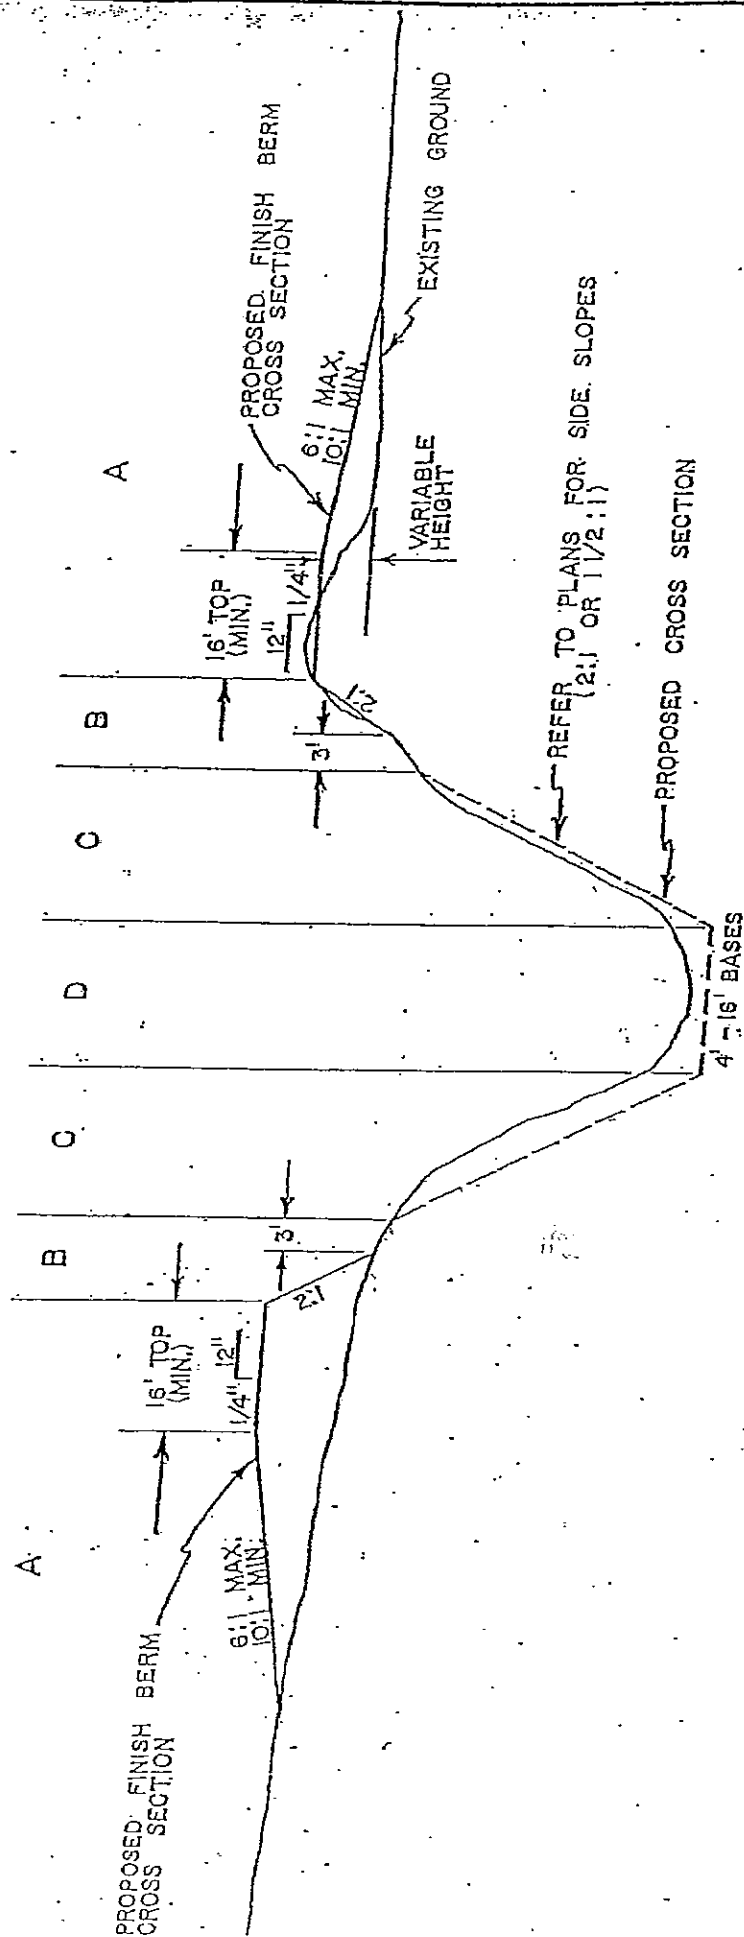 A
B
C
D
C
B
A
PROPOSED FINISH BERM
CROSS SECTION
6:1 MAX.
10:1 MIN.
16' TOP
(MIN.)
1/4"
12"
2:1
3'
4' - 16' BASES
3'
2:1
16' TOP
(MIN.)
12"
1/4"
PROPOSED FINISH BERM
CROSS SECTION
6:1 MAX.
10:1 MIN.
VARIABLE
HEIGHT
EXISTING GROUND
REFER TO PLANS FOR SIDE SLOPES
(2:1 OR 1 1/2:1)
PROPOSED CROSS SECTION